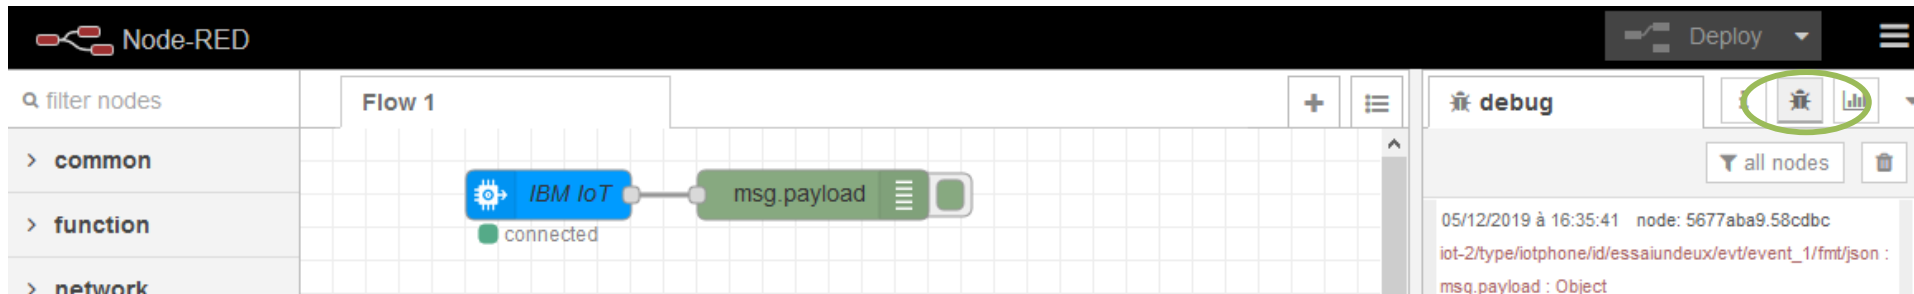 Node-RED
Deploy
filter nodes
Flow 1
debug
common
all nodes
IBM IoT
msg.payload
function
connected
05/12/2019 à 16:35:41 node: 5677aba9.58cdbc
iot-2/type/iotphone/id/essaiundeux/evt/event_1/fmt/json :
network
msg.payload : Object